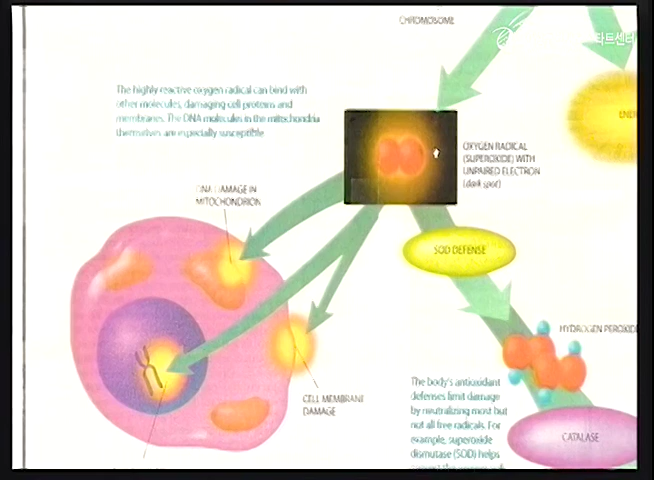 CHROMOSOME
타트센터
The highly reactive oxygen radical can bind with
other molecules, damaging cell proteins and
membranes. The DNA molecules in the mitochondria
themselves are especially susceptible
OXYGEN RADICAL
(SUPEROXIDE) WITH
UNPAIRED ELECTRON
(dark spot)
DNA DAMAGE IN
MITOCHONDRION
SOD DEFENSE
HYDROGEN PEROXIDE
CELL MEMBRANE
DAMAGE
The body's antioxidant
defenses limit damage
by neutralizing most but
not all free radicals. For
example, superoxide
dismutase (SOD) helps
CATALASE